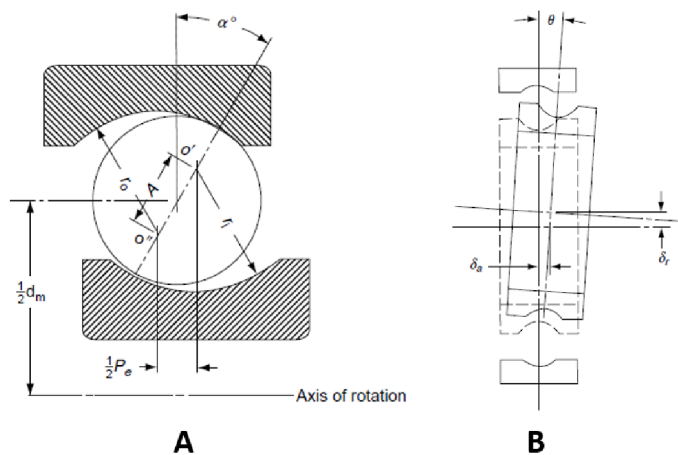 α°
θ
o'
A
r_o
r_i
o''
½d_m
½P_e
Axis of rotation
δ_a
δ_r
A
B